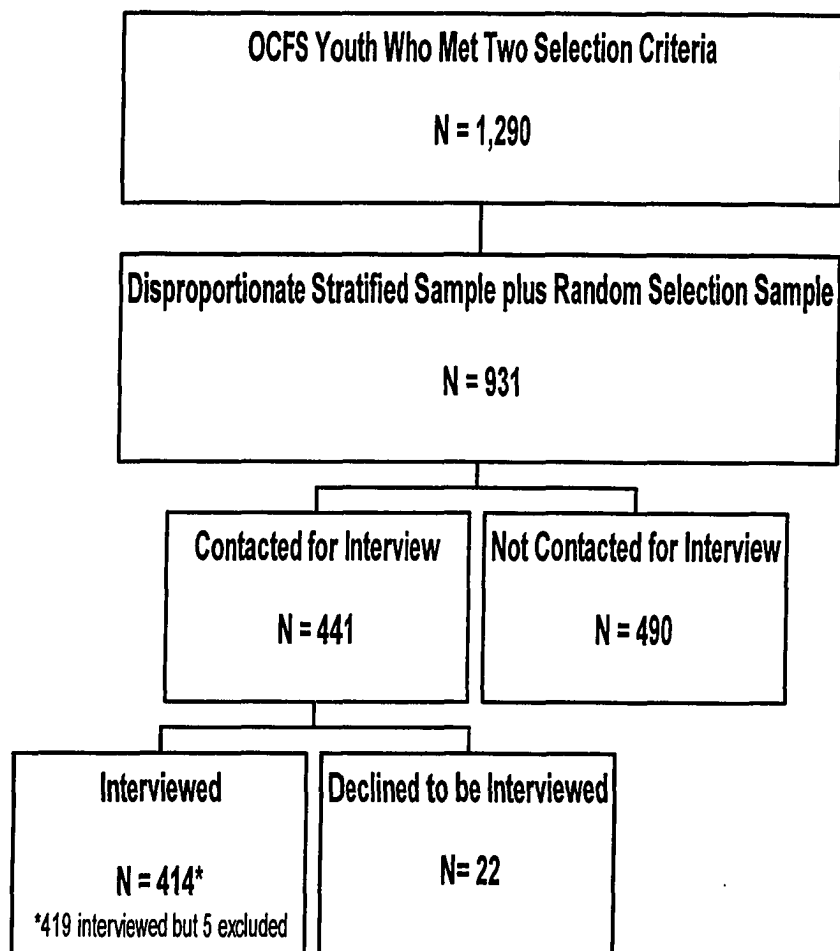 OCFS Youth Who Met Two Selection Criteria
N = 1,290
Disproportionate Stratified Sample plus Random Selection Sample
N = 931
Contacted for Interview
N = 441
Not Contacted for Interview
N = 490
Interviewed
N = 414*
*419 interviewed but 5 excluded
Declined to be Interviewed
N= 22